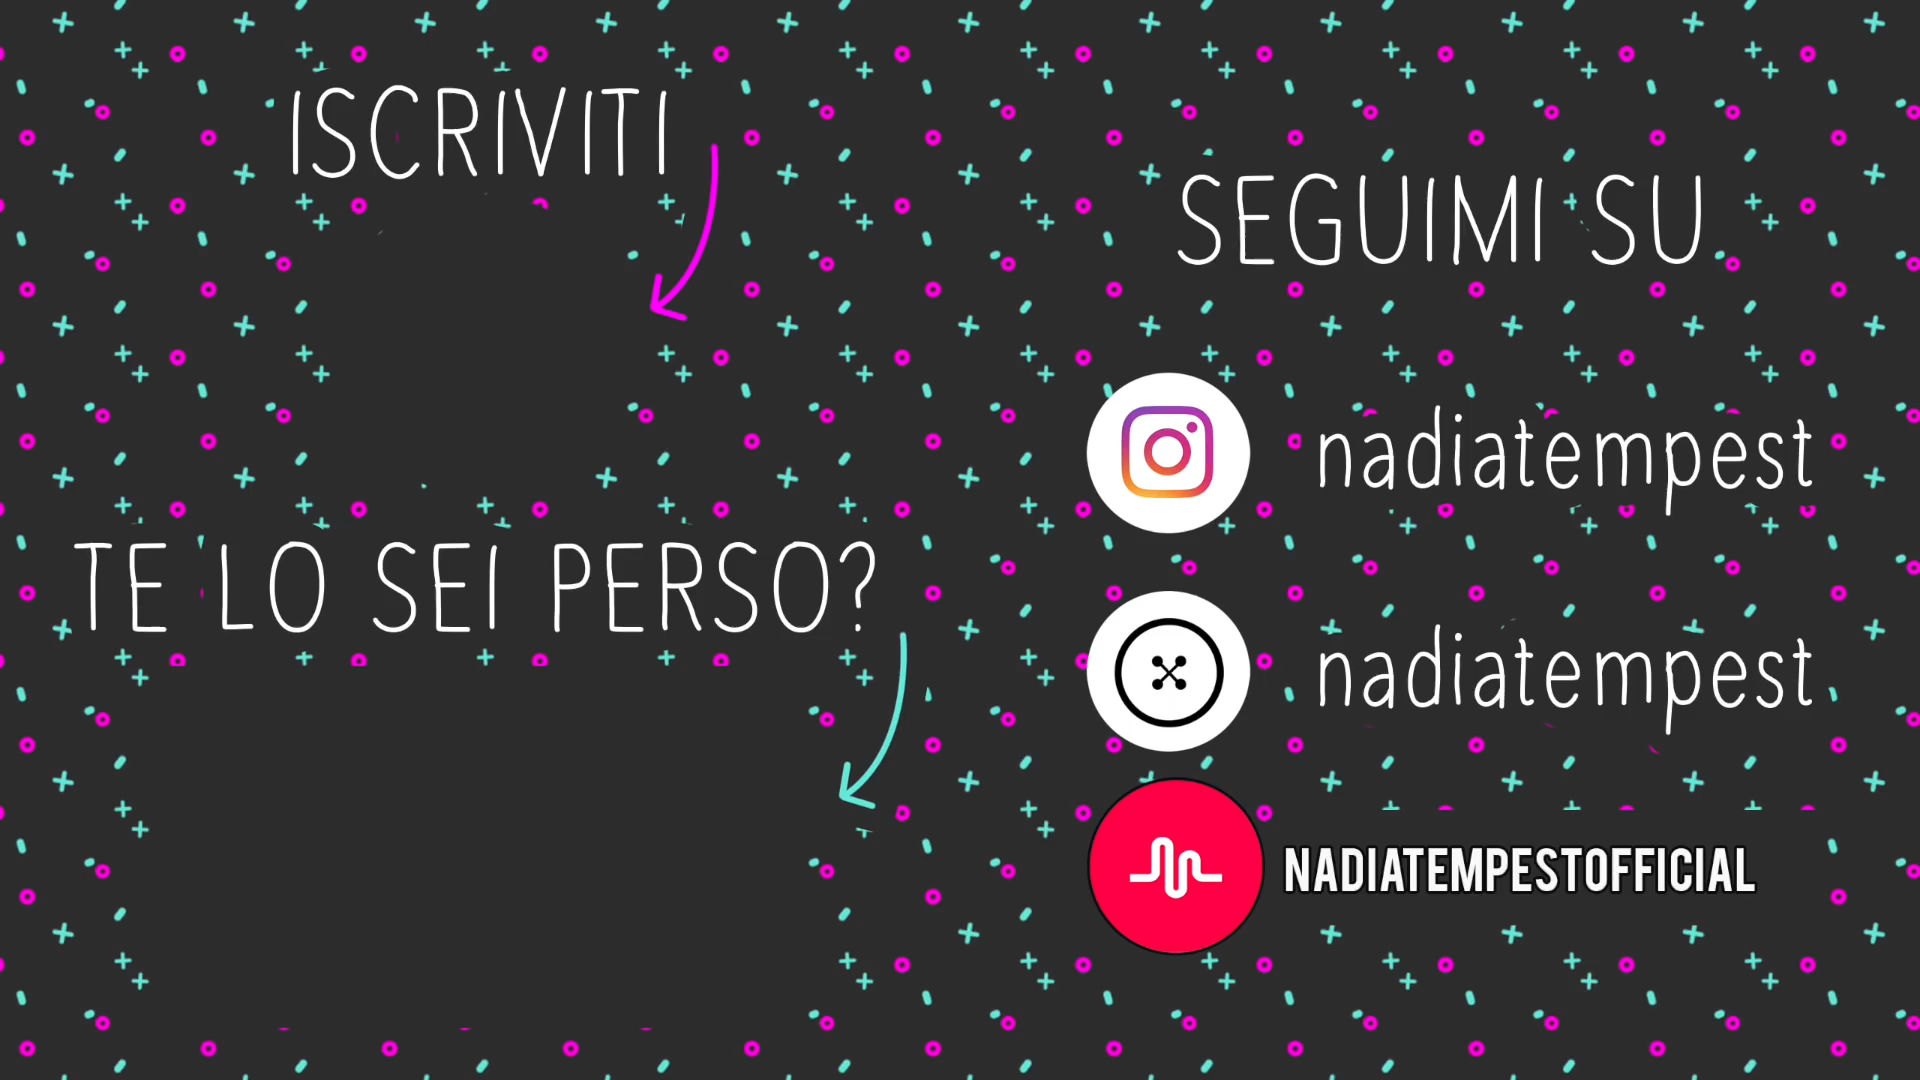 ISCRIVITI
TE LO SEI PERSO?
SEGUIMI SU
nadiatempest
nadiatempest
NADIATEMPESTOFFICIAL